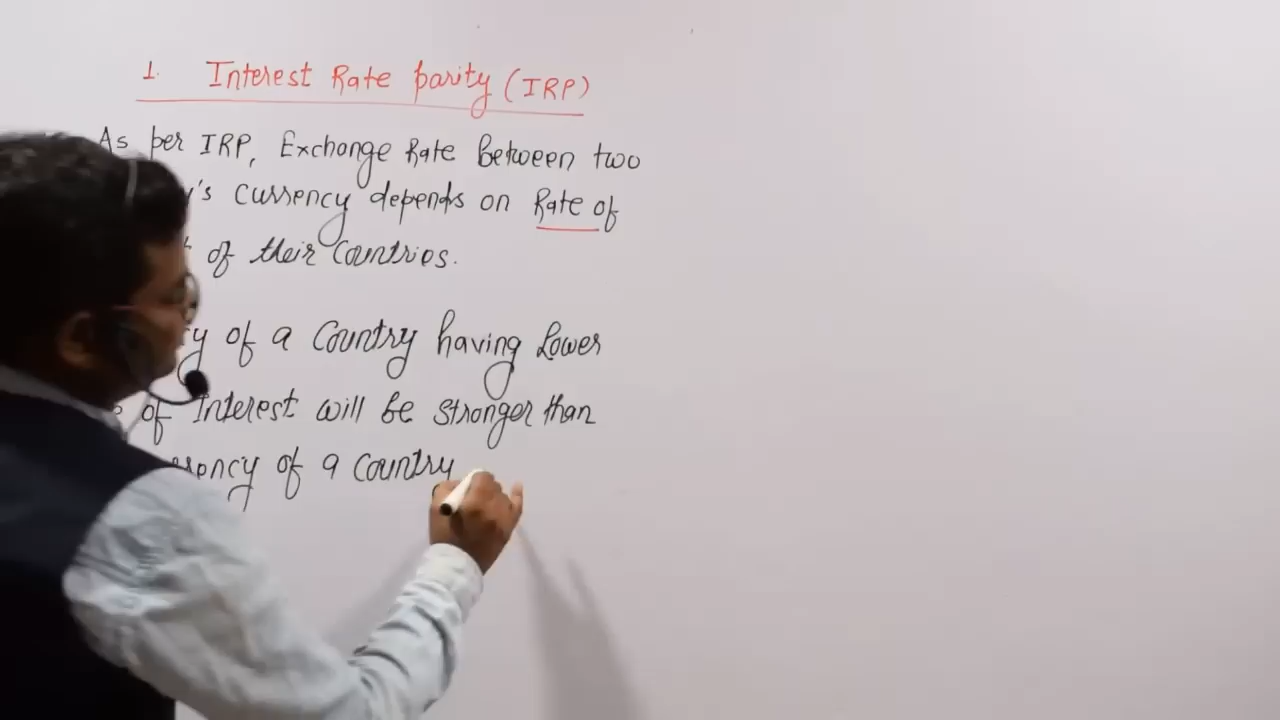 1. Interest Rate parity (IRP)
As per IRP, Exchange Rate Between two
's currency depends on Rate of
of their Countries.
of a Country having Lower
of Interest will be stronger than
of a Country